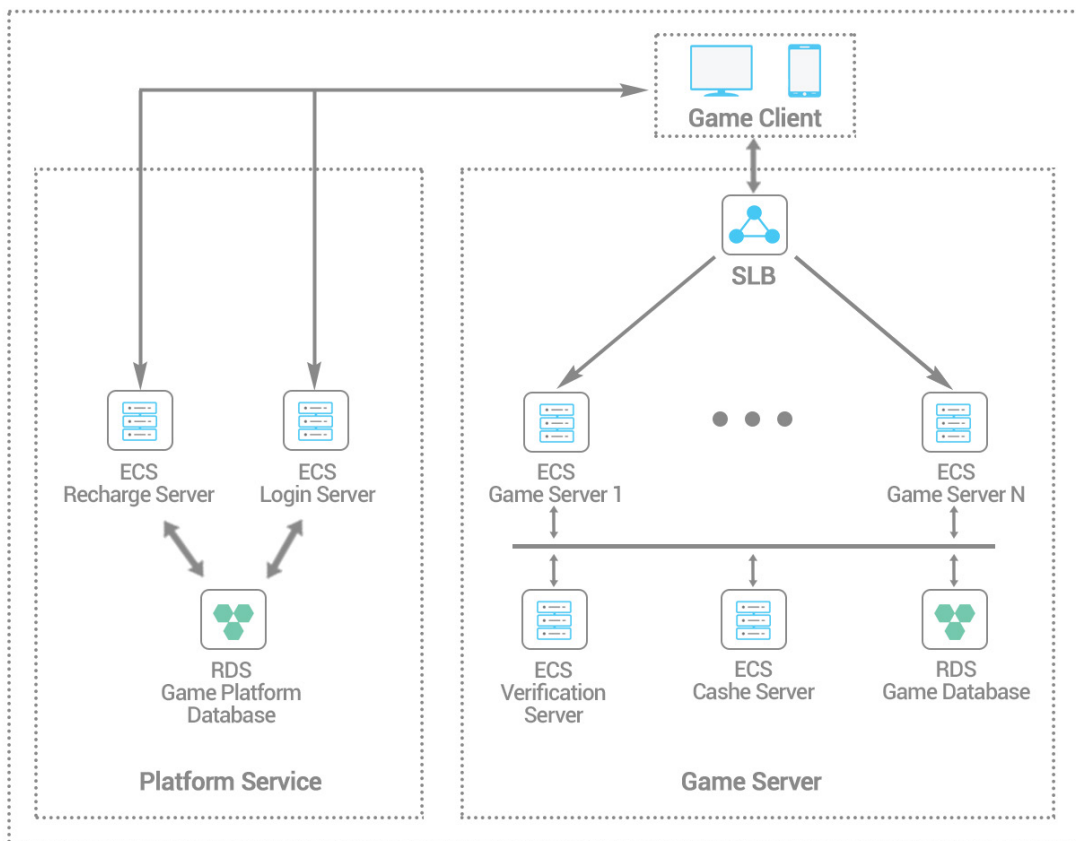 Game Client
SLB
ECS
Recharge Server
ECS
Login Server
ECS
Game Server 1
ECS
Game Server N
RDS
Game Platform
Database
ECS
Verification
Server
ECS
Cashe Server
RDS
Game Database
Platform Service
Game Server